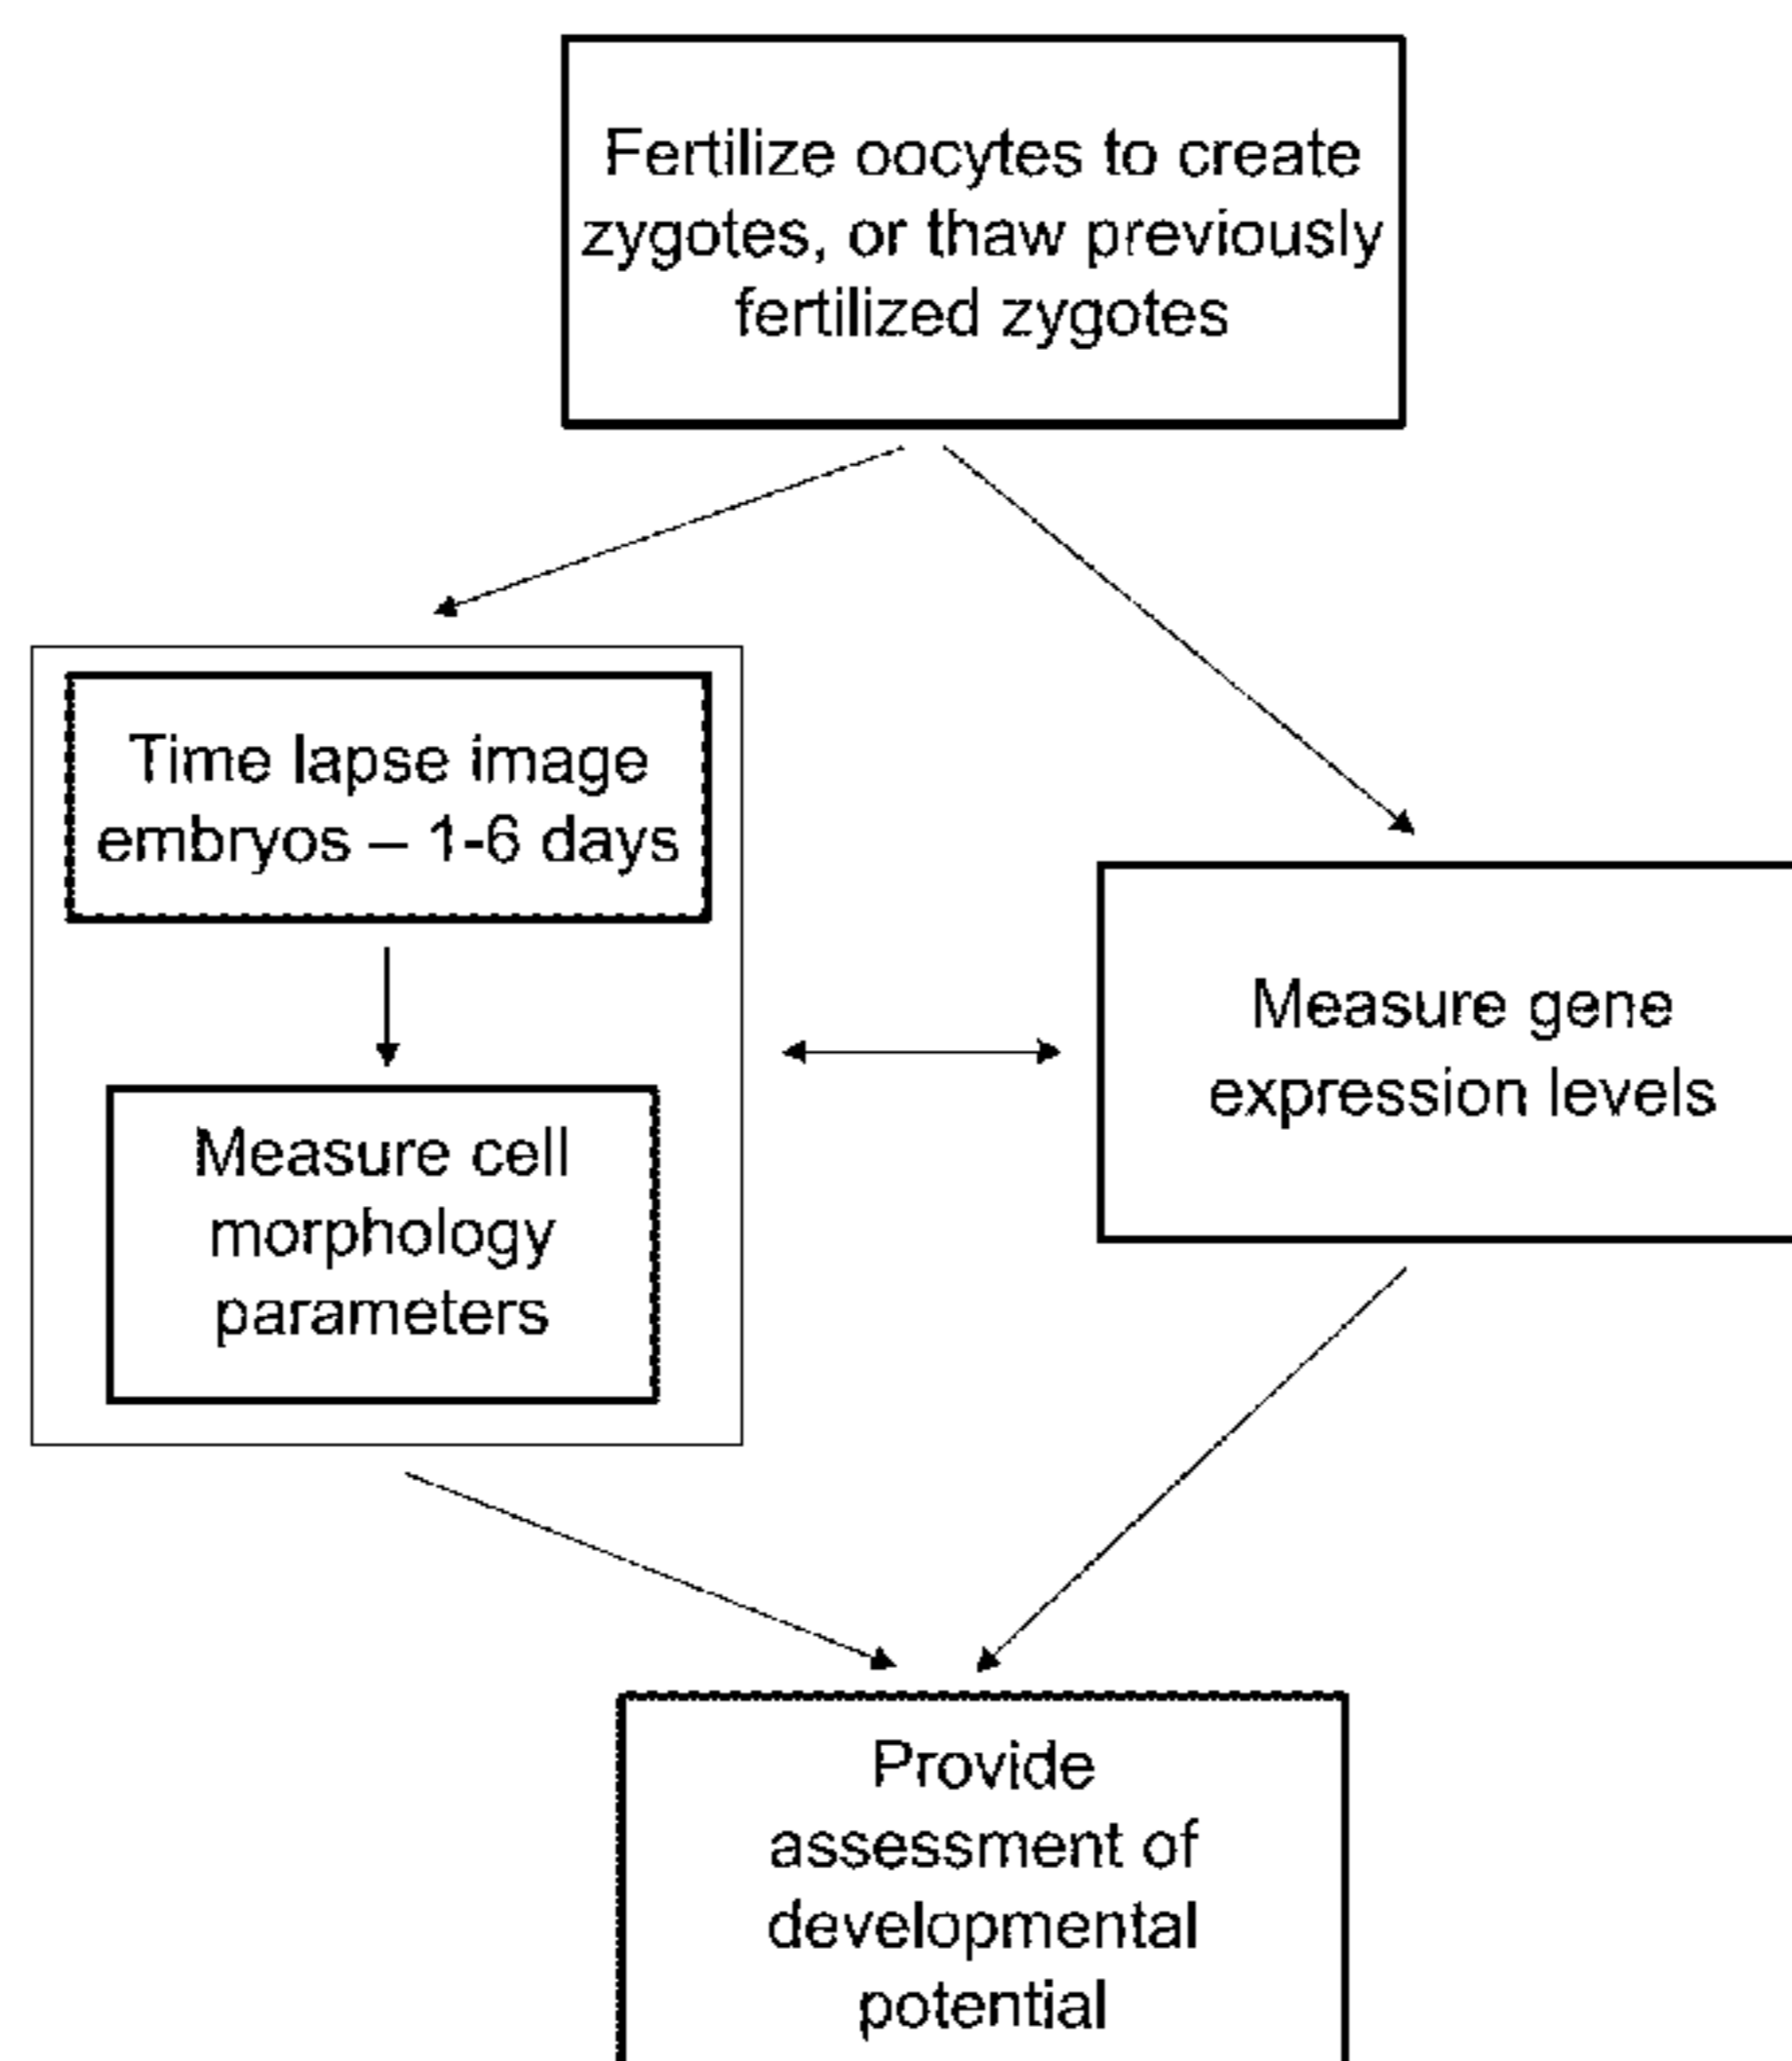 Fertilize oocytes to create
zygotes, or thaw previously
fertilized zygotes
Time lapse image
embryos – 1-6 days
Measure cell
morphology
parameters
Measure gene
expression levels
Provide
assessment of
developmental
potential